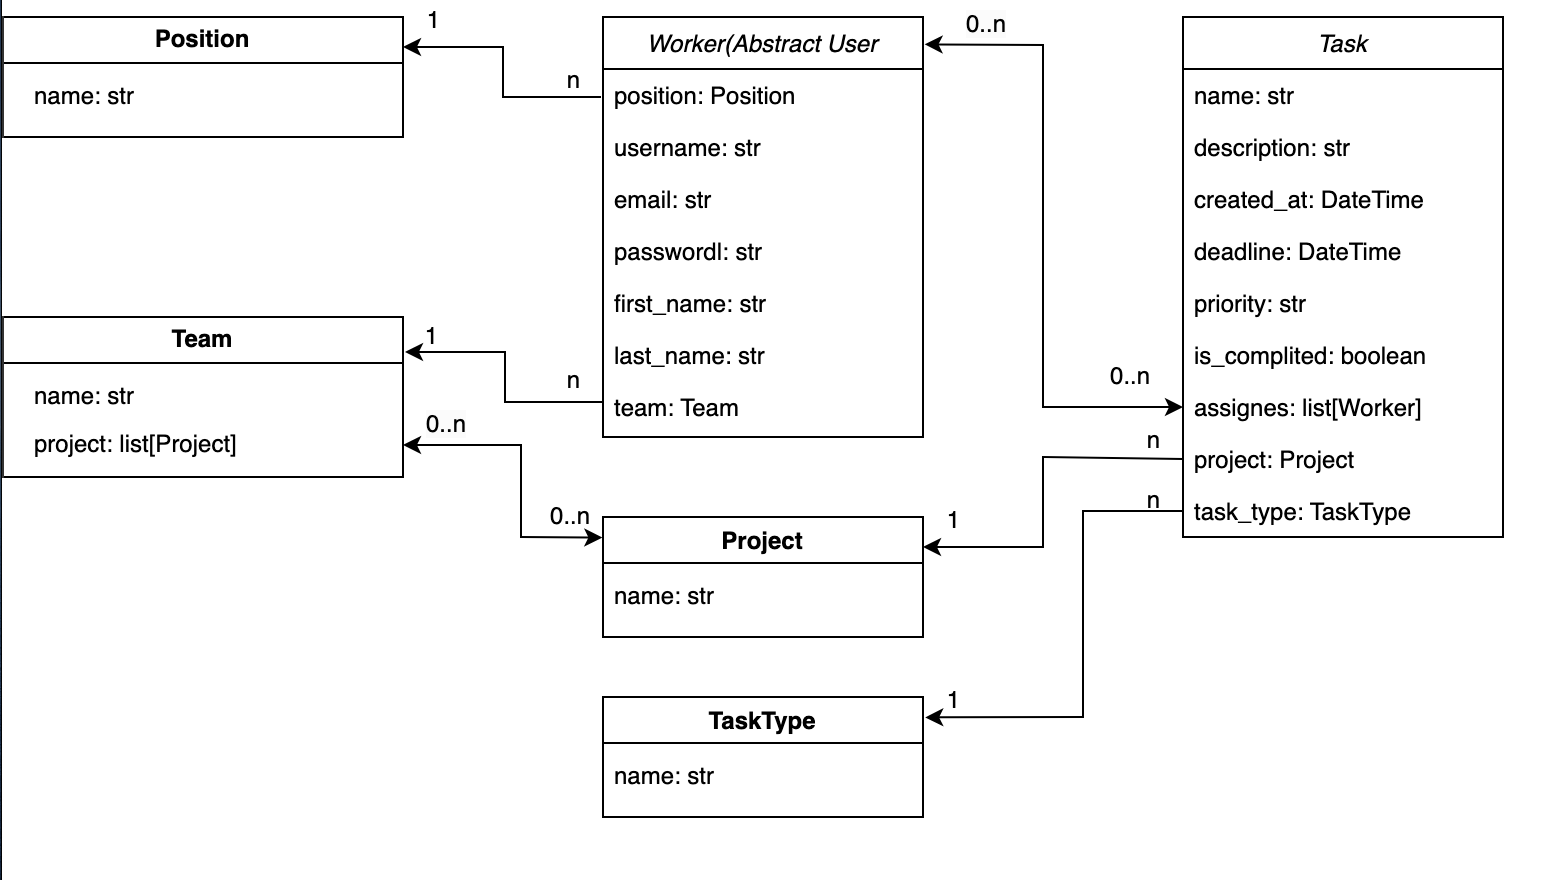 Position
name: str
1
n
Worker(Abstract User
position: Position
username: str
email: str
passwordl: str
first_name: str
last_name: str
team: Team
0..n
0..n
Task
name: str
description: str
created_at: DateTime
deadline: DateTime
priority: str
is_complited: boolean
assignes: list[Worker]
project: Project
task_type: TaskType
Team
name: str
project: list[Project]
1
n
0..n
0..n
Project
name: str
1
n
TaskType
name: str
1
n